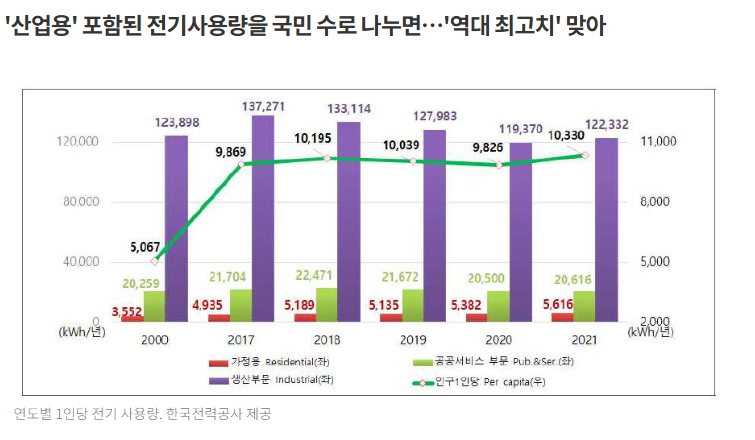 '산업용' 포함된 전기사용량을 국민 수로 나누면…'역대 최고치' 맞아
123,898 137,271 133,114 127,983 119,370 122,332
120,000 11,000
9,869 10,195 10,039 9,826 10,330
80,000 8,000
5,067
40,000 5,000
20,259 21,704 22,471 21,672 20,500 20,616
3,552 4,935 5,189 5,135 5,382 5,616
0 2,000
(kWh/년) 2000 2017 2018 2019 2020 2021 (kWh/년)
가정용 Residential(좌) 공공서비스 부문 Pub.&Ser.(좌)
생산부문 Industrial(좌) 인구1인당 Per capita(우)
연도별 1인당 전기 사용량. 한국전력공사 제공